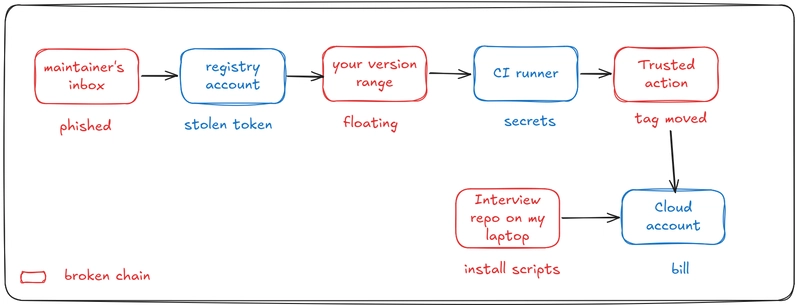 maintainer's
inbox
phished
registry
account
stolen token
your version
range
floating
CI runner
secrets
Trusted
action
tag moved
Interview
repo on my
laptop
install scripts
Cloud
account
bill
broken chain